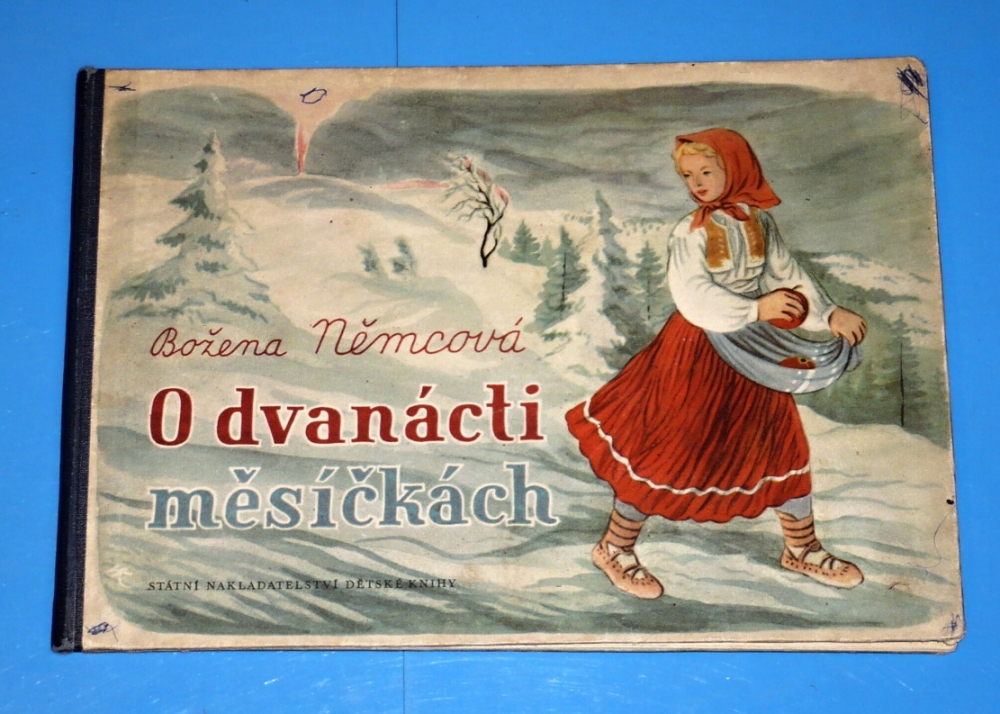 Božena Němcová
O dvanácti
měsíčkách
STÁTNÍ NAKLADATELSTVÍ DĚTSKÉ KNIHY